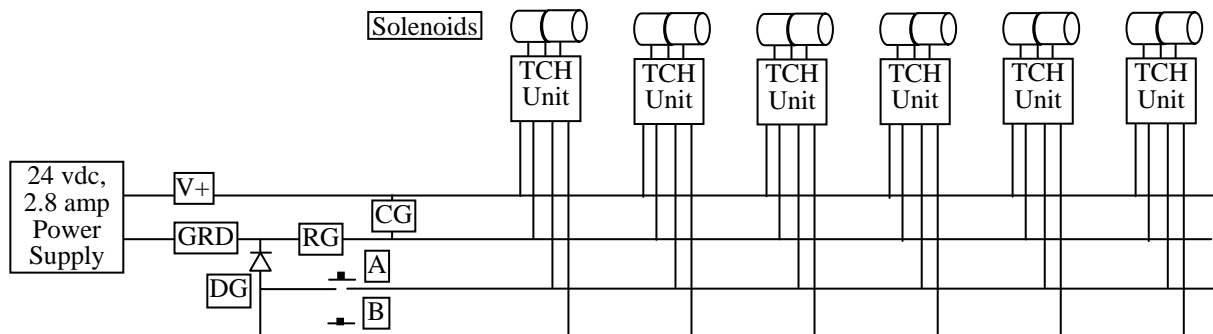 Solenoids
TCH
Unit
TCH
Unit
TCH
Unit
TCH
Unit
TCH
Unit
TCH
Unit
24 vdc,
2.8 amp
Power
Supply
V+
CG
GRD
RG
A
DG
B